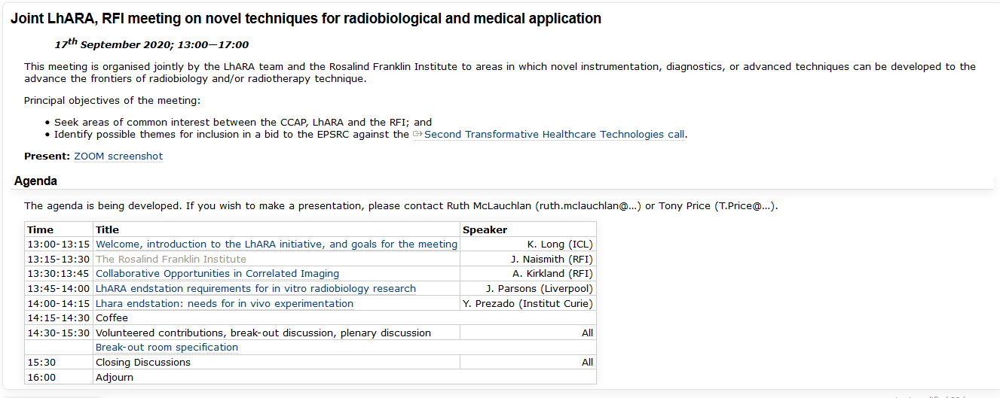 Joint LhARA, RFI meeting on novel techniques for radiobiological and medical application
17th September 2020; 13:00—17:00
This meeting is organised jointly by the LhARA team and the Rosalind Franklin Institute to areas in which novel instrumentation, diagnostics, or advanced techniques can be developed to the
advance the frontiers of radiobiology and/or radiotherapy technique.
Principal objectives of the meeting:
• Seek areas of common interest between the CCAP, LhARA and the RFI; and
• Identify possible themes for inclusion in a bid to the EPSRC against the Second Transformative Healthcare Technologies call.
Present: ZOOM screenshot
Agenda
The agenda is being developed. If you wish to make a presentation, please contact Ruth McLauchlan (ruth.mclauchlan@...) or Tony Price (T.Price@...).
Time Title Speaker
13:00-13:15 Welcome, introduction to the LhARA initiative, and goals for the meeting K. Long (ICL)
13:15-13:30 The Rosalind Franklin Institute J. Naismith (RFI)
13:30:13:45 Collaborative Opportunities in Correlated Imaging A. Kirkland (RFI)
13:45-14:00 LhARA endstation requirements for in vitro radiobiology research J. Parsons (Liverpool)
14:00-14:15 Lhara endstation: needs for in vivo experimentation Y. Prezado (Institut Curie)
14:15-14:30 Coffee
14:30-15:30 Volunteered contributions, break-out discussion, plenary discussion All
Break-out room specification
15:30 Closing Discussions All
16:00 Adjourn